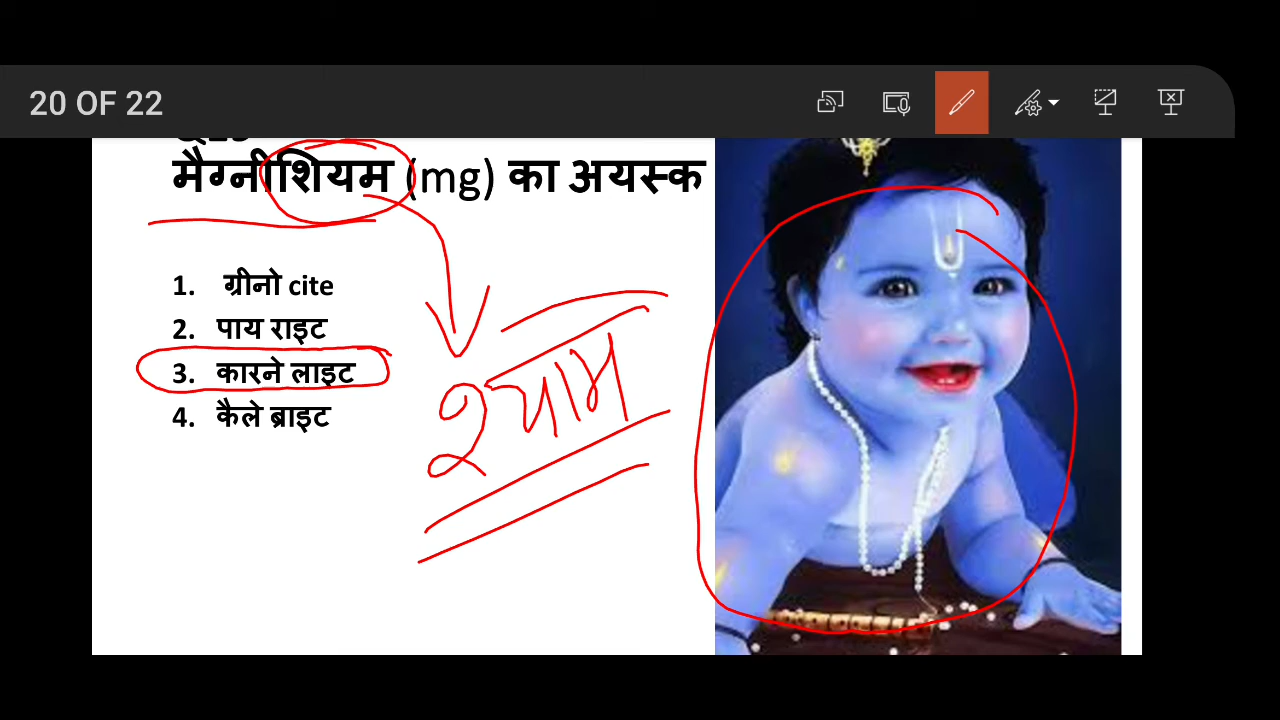 20 OF 22
मैग्नीशियम (mg) का अयस्क
1. ग्रीनो cite
2. पाय राइट
3. कारने लाइट
4. कैले ब्राइट
श्याम